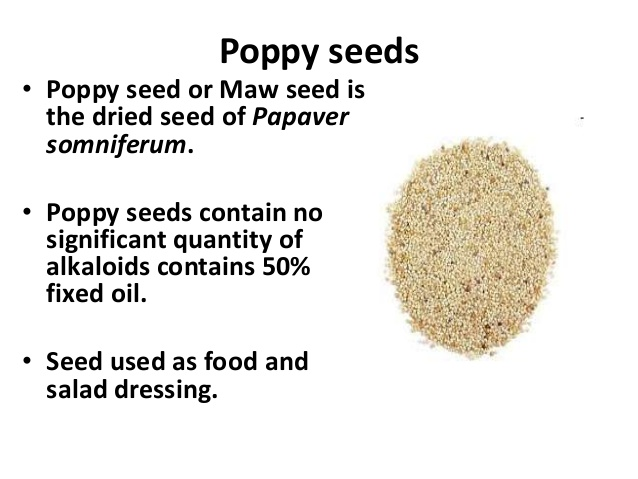 Poppy seeds
• Poppy seed or Maw seed is
the dried seed of Papaver
somniferum.
• Poppy seeds contain no
significant quantity of
alkaloids contains 50%
fixed oil.
• Seed used as food and
salad dressing.